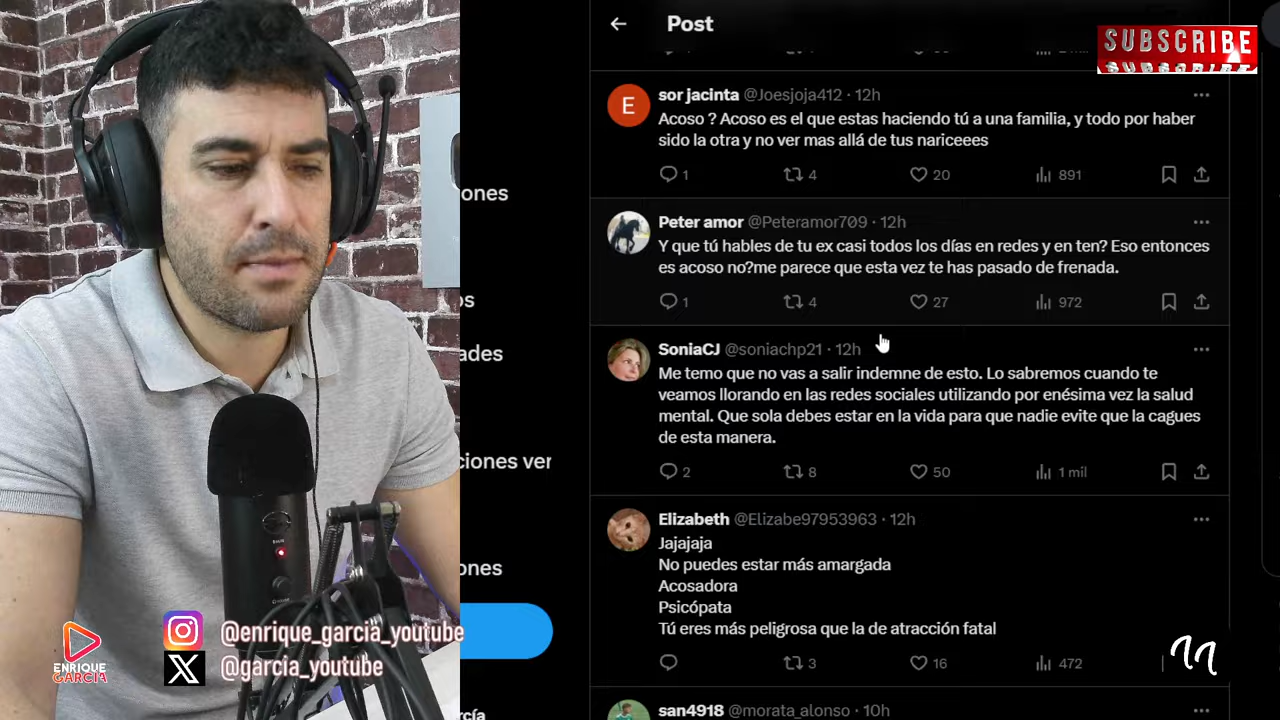 Post
SUBSCRIBE
sor jacinta @Joesjoja412 · 12h
Acoso ? Acoso es el que estas haciendo tú a una familia, y todo por haber
sido la otra y no ver mas allá de tus nariceees
1 4 20 891
ones
Peter amor @Peteramor709 · 12h
Y que tú hables de tu ex casi todos los días en redes y en ten? Eso entonces
es acoso no?me parece que esta vez te has pasado de frenada.
1 4 27 972
os
ades
SoniaCJ @soniachp21 · 12h
Me temo que no vas a salir indemne de esto. Lo sabremos cuando te
veamos llorando en las redes sociales utilizando por enésima vez la salud
mental. Que sola debes estar en la vida para que nadie evite que la cagues
de esta manera.
2 8 50 1 mil
ciones ver
Elizabeth @Elizabe97953963 · 12h
Jajajaja
No puedes estar más amargada
Acosadora
Psicópata
Tú eres más peligrosa que la de atracción fatal
3 16 472
ones
@enrique_garcia_youtube
@garcia_youtube
ENRIQUE
GARCIA
rcía
san4918 @morata_alonso · 10h